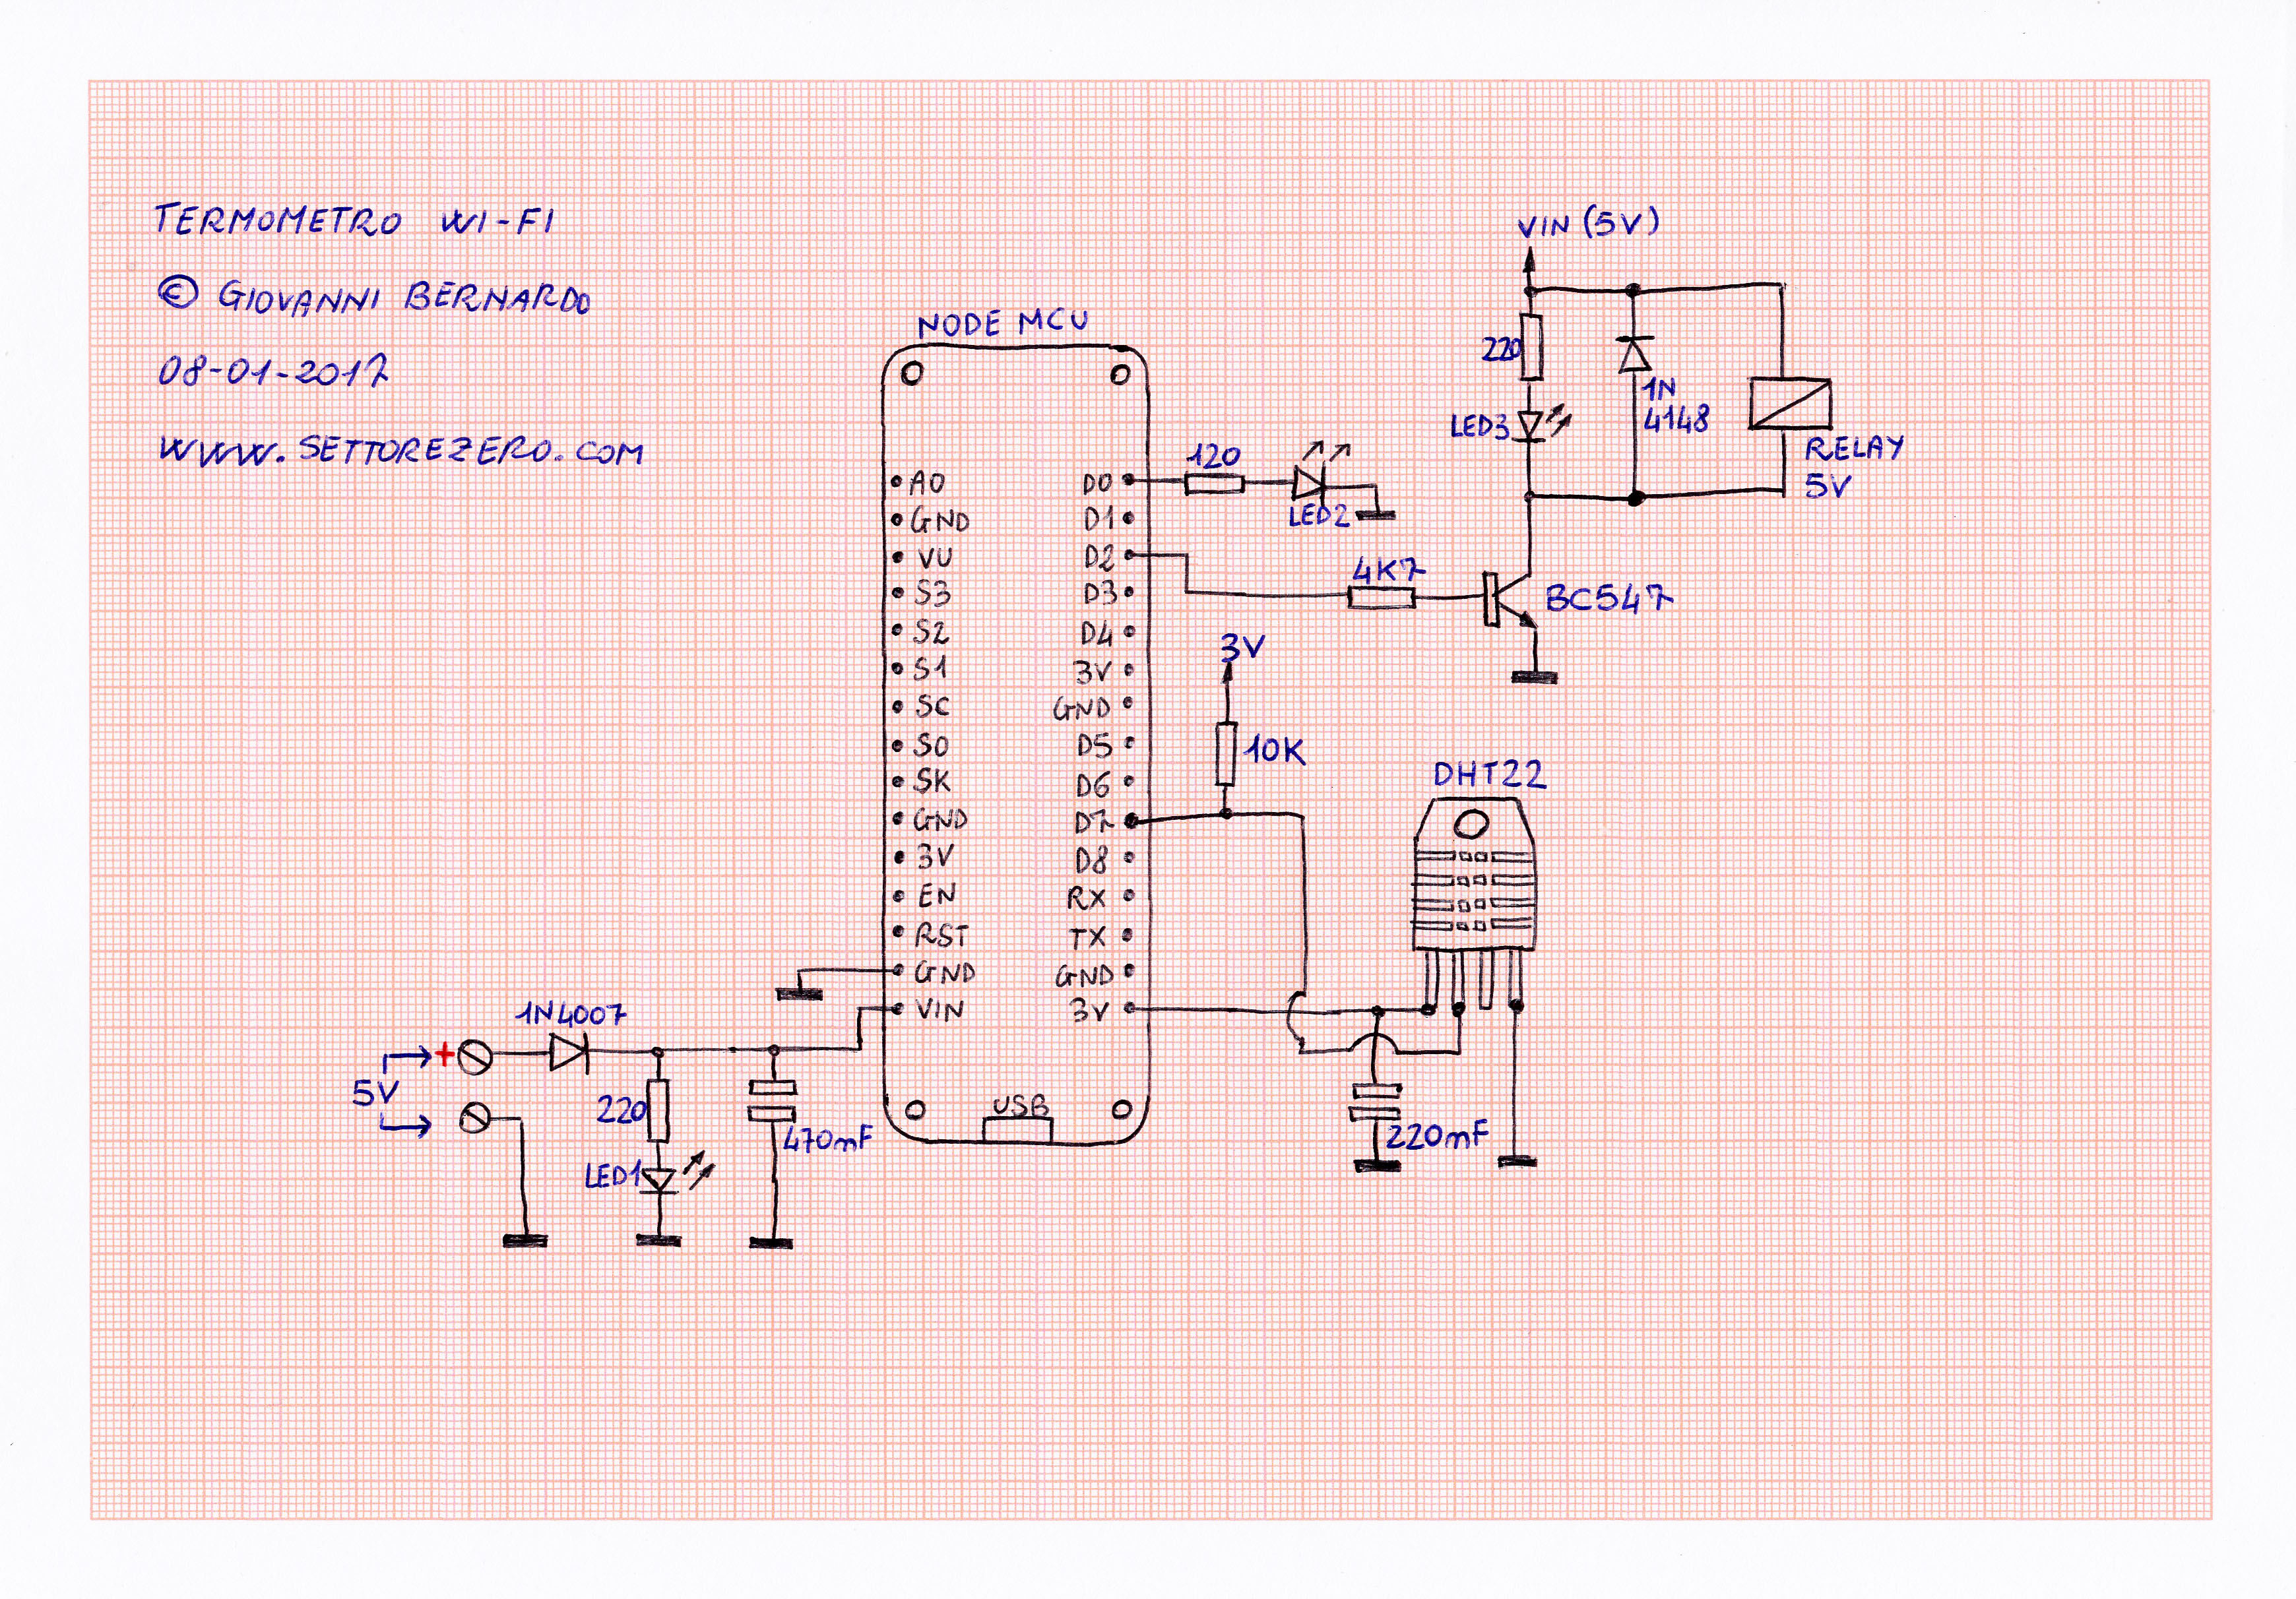 TERMOMETRO WI-FI
© GIOVANNI BERNARDO
08-01-2017
WWW.SETTOREZERO.COM
NODE MCU
A0
GND
VU
S3
S2
S1
SC
S0
SK
GND
3V
EN
RST
GND
VIN
D0
D1
D2
D3
D4
3V
GND
D5
D6
D7
D8
RX
TX
GND
3V
USB
120
LED2
4K7
BC547
VIN (5V)
220
LED3
1N
4148
RELAY
5V
3V
10K
DHT22
220mF
1N4007
+
5V
220
LED1
470mF